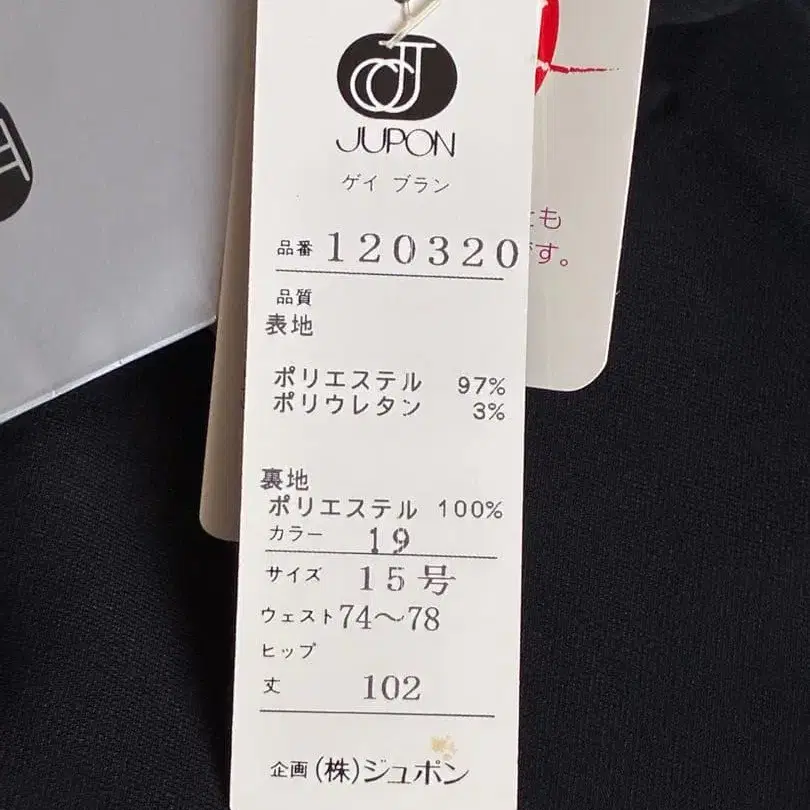 JUPON
ゲイ ブラン
品番 120320
品質
表地
ポリエステル 97%
ポリウレタン 3%
裏地
ポリエステル 100%
カラー 19
サイズ 15号
ウェスト 74〜78
ヒップ
丈 102
企画 (株)ジュポン
も
す。